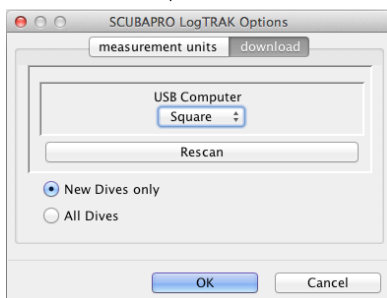 SCUBAPRO LogTRAK Options
measurement units download
USB Computer
Square
Rescan
New Dives only
All Dives
OK Cancel